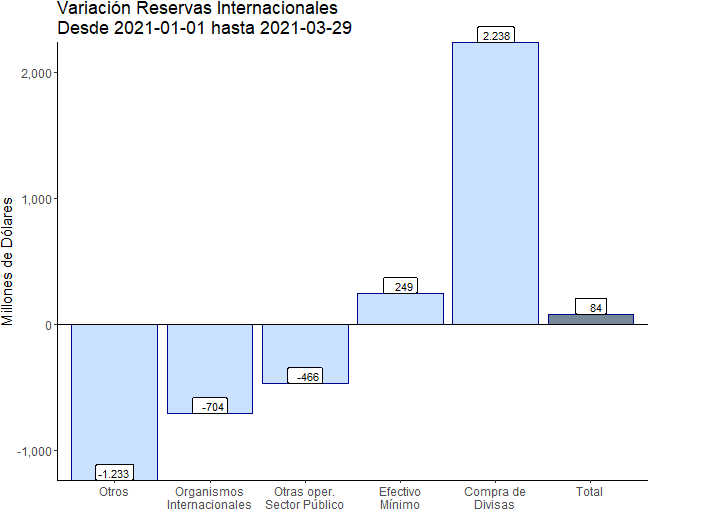 Variación Reservas Internacionales
Desde 2021-01-01 hasta 2021-03-29
Millones de Dólares
2,000
1,000
0
-1,000
-1.233
-704
-466
249
2.238
84
Otros
Organismos
Internacionales
Otras oper.
Sector Público
Efectivo
Mínimo
Compra de
Divisas
Total